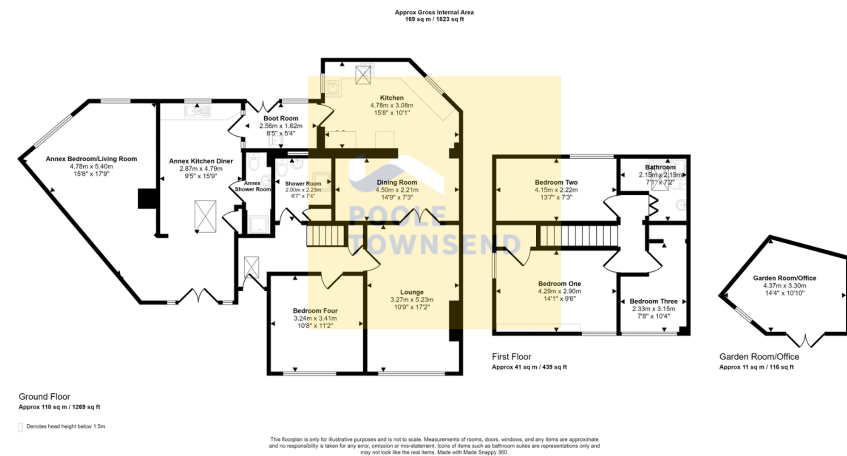 Approx Gross Internal Area
169 sq m / 1823 sq ft
Kitchen
4.78m x 3.08m
15'8" x 10'1"
Boot Room
2.56m x 1.62m
8'5" x 5'4"
Annex Bedroom/Living Room
4.78m x 5.40m
15'8" x 17'9"
Annex Kitchen Diner
2.87m x 4.79m
9'5" x 15'9"
Annex
Shower Room
Shower Room
2.00m x 2.23m
6'7" x 7'4"
Dining Room
4.50m x 2.21m
14'9" x 7'3"
Bedroom Two
4.15m x 2.22m
13'7" x 7'3"
Bathroom
2.15m x 2.19m
7'1" x 7'2"
POOLE
TOWNSEND
Lounge
3.27m x 5.23m
10'9" x 17'2"
Bedroom Four
3.24m x 3.41m
10'8" x 11'2"
Bedroom One
4.29m x 2.90m
14'1" x 9'6"
Bedroom Three
2.33m x 3.15m
7'8" x 10'4"
Garden Room/Office
4.37m x 3.30m
14'4" x 10'10"
First Floor
Approx 41 sq m / 439 sq ft
Garden Room/Office
Approx 11 sq m / 116 sq ft
Ground Floor
Approx 118 sq m / 1269 sq ft
Denotes head height below 1.5m
This floorplan is only for illustrative purposes and is not to scale. Measurements of rooms, doors, windows, and any items are approximate
and no responsibility is taken for any error, omission or mis-statement. Icons of items such as bathroom suites are representations only and
may not look like the real items. Made with Made Snappy 360.